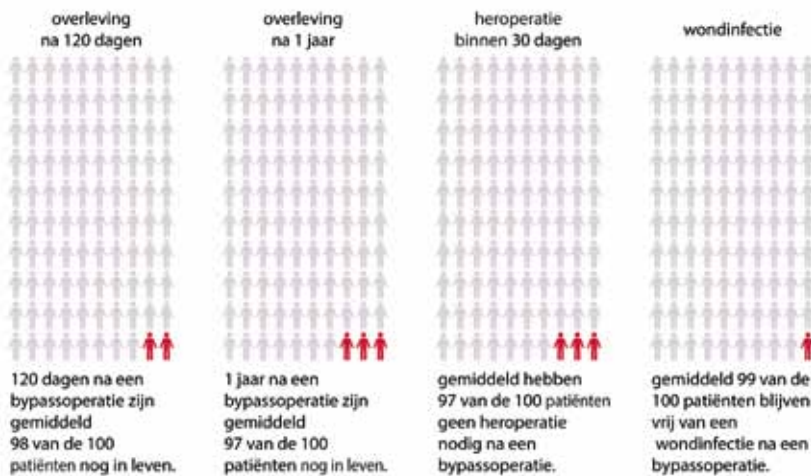 overleving
na 120 dagen
120 dagen na een
bypassoperatie zijn
gemiddeld
98 van de 100
patiënten nog in leven.
overleving
na 1 jaar
1 jaar na een
bypassoperatie zijn
gemiddeld
97 van de 100
patiënten nog in leven.
heroperatie
binnen 30 dagen
gemiddeld hebben
97 van de 100 patiënten
geen heroperatie
nodig na een
bypassoperatie.
wondinfectie
gemiddeld 99 van de
100 patiënten blijven
vrij van een
wondinfectie na een
bypassoperatie.